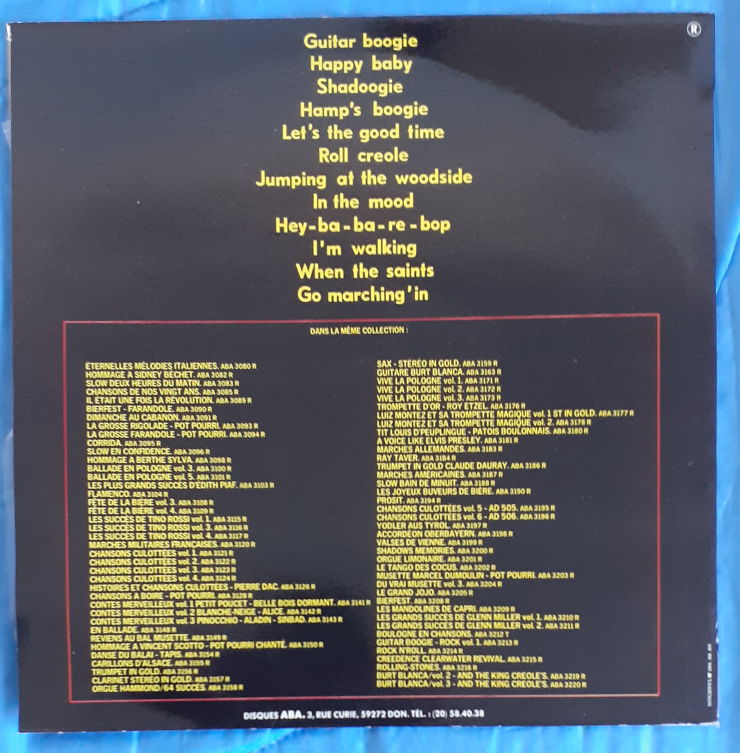 ®
Guitar boogie
Happy baby
Shadoogie
Hamp's boogie
Let's the good time
Roll creole
Jumping at the woodside
In the mood
Hey-ba-ba-re-bop
I'm walking
When the saints
Go marching'in
DANS LA MÊME COLLECTION :
ÉTERNELLES MÉLODIES ITALIENNES. ABA 3080 R
HOMMAGE A SIDNEY BECHET. ABA 3082 R
SLOW DEUX HEURES DU MATIN. ABA 3083 R
CHANSONS DE NOS VINGT ANS. ABA 3085 R
IL ÉTAIT UNE FOIS LA RÉVOLUTION. ABA 3089 R
BIERFEST - FARANDOLE. ABA 3090 R
DIMANCHE AU CABANON. ABA 3091 R
LA GROSSE RIGOLADE - POT POURRI. ABA 3093 R
LA GROSSE FARANDOLE - POT POURRI. ABA 3094 R
CORRIDA. ABA 3095 R
SLOW EN CONFIDENCE. ABA 3096 R
HOMMAGE A BERTHE SYLVA. ABA 3098 R
BALLADE EN POLOGNE vol. 3. ABA 3100 R
BALLADE EN POLOGNE vol. 5. ABA 3101 R
LES PLUS GRANDS SUCCÈS D'ÉDITH PIAF. ABA 3103 R
FLAMENCO. ABA 3104 R
FÊTE DE LA BIÈRE vol. 3. ABA 3108 R
FÊTE DE LA BIÈRE vol. 4. ABA 3109 R
LES SUCCÈS DE TINO ROSSI vol. 1. ABA 3115 R
LES SUCCÈS DE TINO ROSSI vol. 3. ABA 3116 R
LES SUCCÈS DE TINO ROSSI vol. 4. ABA 3117 R
MARCHES MILITAIRES FRANÇAISES. ABA 3120 R
CHANSONS CULOTTÉES vol. 1. ABA 3121 R
CHANSONS CULOTTÉES vol. 2. ABA 3122 R
CHANSONS CULOTTÉES vol. 3. ABA 3123 R
CHANSONS CULOTTÉES vol. 4. ABA 3124 R
HISTOIRES ET CHANSONS CULOTTÉES - PIERRE DAC. ABA 3126 R
CHANSONS A BOIRE - POT POURRI. ABA 3128 R
CONTES MERVEILLEUX vol. 1 PETIT POUCET - BELLE BOIS DORMANT. ABA 3141 R
CONTES MERVEILLEUX vol. 2 BLANCHE-NEIGE - ALICE. ABA 3142 R
CONTES MERVEILLEUX vol. 3 PINOCCHIO - ALADIN - SINBAD. ABA 3143 R
EN BALLADE. ABA 3148 R
REVIENS AU BAL MUSETTE. ABA 3149 R
HOMMAGE A VINCENT SCOTTO - POT POURRI CHANTÉ. ABA 3150 R
DANSE DU BALAI - TAPIS. ABA 3154 R
CARILLONS D'ALSACE. ABA 3155 R
TRUMPET IN GOLD. ABA 3156 R
CLARINET STÉRÉO IN GOLD. ABA 3157 R
ORGUE HAMMOND/64 SUCCÈS. ABA 3158 R
SAX - STÉRÉO IN GOLD. ABA 3159 R
GUITARE BURT BLANCA. ABA 3163 R
VIVE LA POLOGNE vol. 1. ABA 3171 R
VIVE LA POLOGNE vol. 2. ABA 3172 R
VIVE LA POLOGNE vol. 3. ABA 3173 R
TROMPETTE D'OR - ROY ETZEL. ABA 3176 R
LUIZ MONTEZ ET SA TROMPETTE MAGIQUE vol. 1 ST IN GOLD. ABA 3177 R
LUIZ MONTEZ ET SA TROMPETTE MAGIQUE vol. 2. ABA 3178 R
TIT LOUIS D'PEUPLINGUE - PATOIS BOULONNAIS. ABA 3180 R
A VOICE LIKE ELVIS PRESLEY. ABA 3181 R
MARCHES ALLEMANDES. ABA 3183 R
RAY TAVER. ABA 3184 R
TRUMPET IN GOLD CLAUDE DAURAY. ABA 3186 R
MARCHES AMÉRICAINES. ABA 3187 R
SLOW BAIN DE MINUIT. ABA 3188 R
LES JOYEUX BUVEURS DE BIÈRE. ABA 3190 R
PROSIT. ABA 3194 R
CHANSONS CULOTTÉES vol. 5 - AD 505. ABA 3195 R
CHANSONS CULOTTÉES vol. 6 - AD 506. ABA 3196 R
YODLER AUS TYROL. ABA 3197 R
ACCORDÉON OBERBAYERN. ABA 3198 R
VALSES DE VIENNE. ABA 3199 R
SHADOWS MEMORIES. ABA 3200 R
ORGUE LIMONAIRE. ABA 3201 R
LE TANGO DES COCUS. ABA 3202 R
MUSETTE MARCEL DUMOULIN - POT POURRI. ABA 3203 R
DU VRAI MUSETTE vol. 3. ABA 3204 R
LE GRAND JOJO. ABA 3205 R
BIERFEST. ABA 3208 R
LES MANDOLINES DE CAPRI. ABA 3209 R
LES GRANDS SUCCÈS DE GLENN MILLER vol. 1. ABA 3210 R
LES GRANDS SUCCÈS DE GLENN MILLER vol. 2. ABA 3211 R
BOULOGNE EN CHANSONS. ABA 3212 T
GUITAR BOOGIE - ROCK vol. 1. ABA 3213 R
ROCK N'ROLL. ABA 3214 R
CREEDENCE CLEARWATER REVIVAL. ABA 3215 R
ROLLING-STONES. ABA 3216 R
BURT BLANCA/vol. 2 - AND THE KING CREOLE'S. ABA 3219 R
BURT BLANCA/vol. 3 - AND THE KING CREOLE'S. ABA 3220 R
DISQUES ABA. 3, RUE CURIE, 59272 DON. TÉL. : (20) 58.40.38